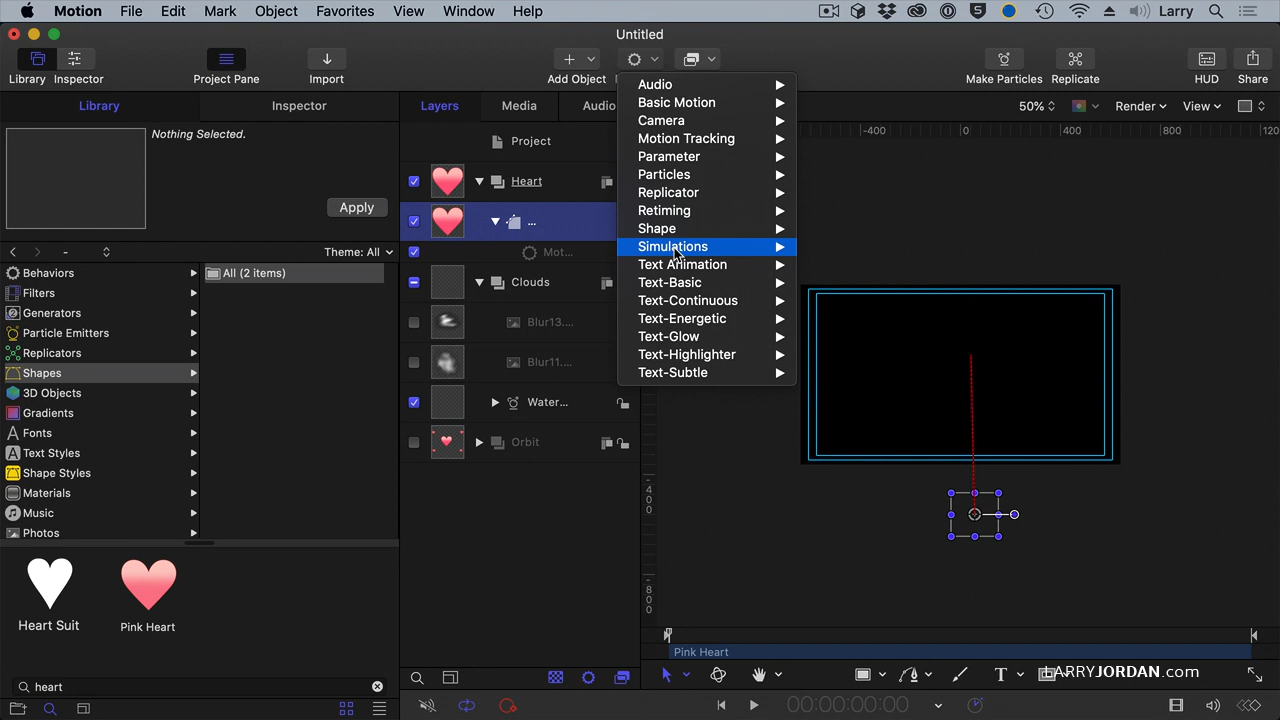 Motion File Edit Mark Object Favorites View Window Help Larry
Untitled
Library Inspector Project Pane Import Add Object Make Particles Replicate HUD Share
Library Inspector Layers Media Audio 50% Render View
Nothing Selected.
Apply
Theme: All
Behaviors
Filters
Generators
Particle Emitters
Replicators
Shapes
3D Objects
Gradients
Fonts
Text Styles
Shape Styles
Materials
Music
Photos
All (2 items)
Heart Suit
Pink Heart
heart
Project
Heart
...
Mot...
Clouds
Blur13....
Blur11....
Water...
Orbit
Audio
Basic Motion
Camera
Motion Tracking
Parameter
Particles
Replicator
Retiming
Shape
Simulations
Text Animation
Text-Basic
Text-Continuous
Text-Energetic
Text-Glow
Text-Highlighter
Text-Subtle
-400 0 400 800 120
-400
-800
Pink Heart
T
LARRYJORDAN.com
00:00:00:00